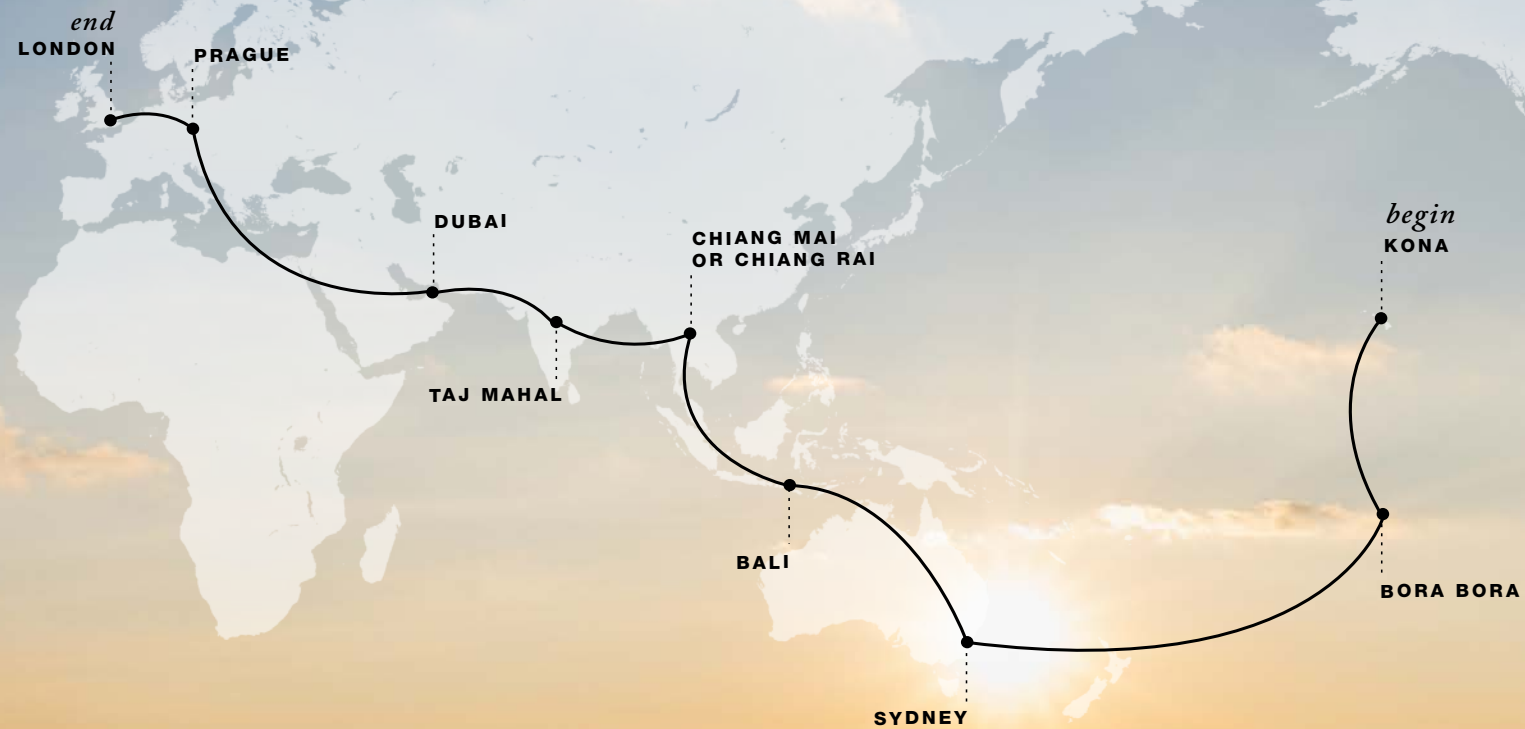 end
LONDON
PRAGUE
DUBAI
CHIANG MAI
OR CHIANG RAI
begin
KONA
TAJ MAHAL
BALI
BORA BORA
SYDNEY